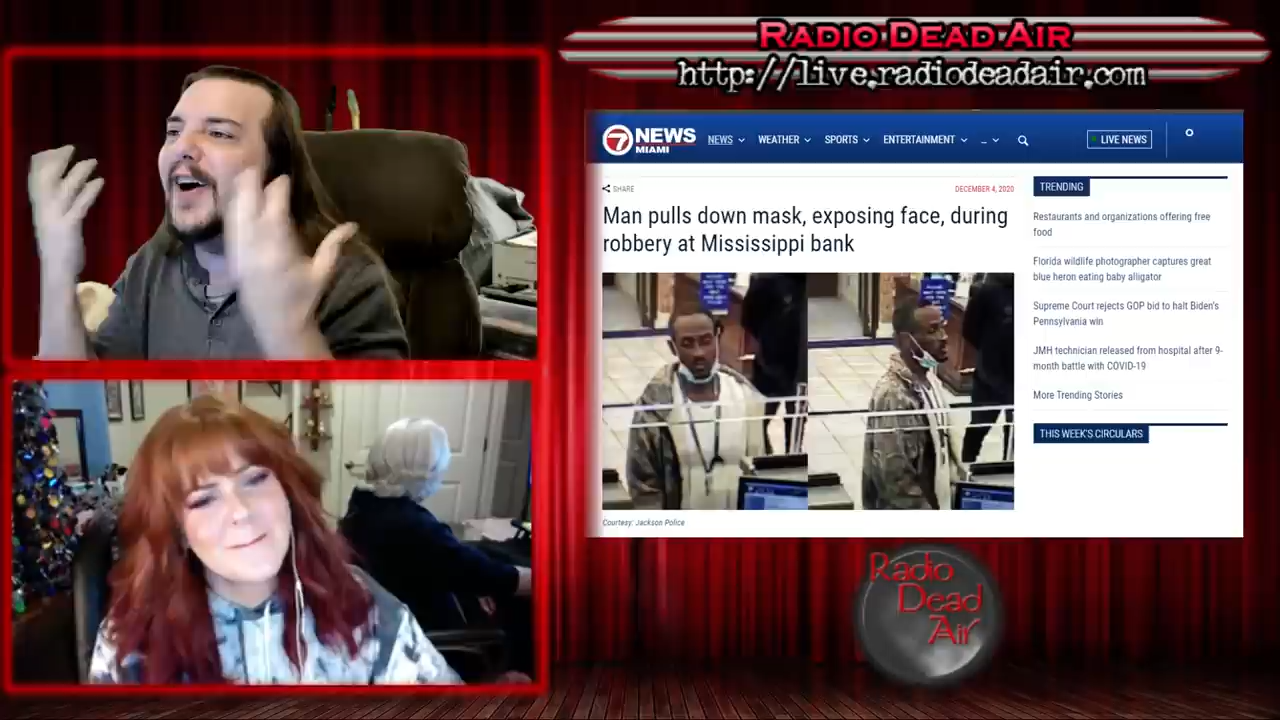 RADIO DEAD AIR
http://live.radiodeadair.com
7 NEWS
MIAMI
NEWS
WEATHER
SPORTS
ENTERTAINMENT
...
LIVE NEWS
SHARE
DECEMBER 4, 2020
Man pulls down mask, exposing face, during
robbery at Mississippi bank
Courtesy: Jackson Police
TRENDING
Restaurants and organizations offering free
food
Florida wildlife photographer captures great
blue heron eating baby alligator
Supreme Court rejects GOP bid to halt Biden's
Pennsylvania win
JMH technician released from hospital after 9-
month battle with COVID-19
More Trending Stories
THIS WEEK'S CIRCULARS
Radio
Dead
Air